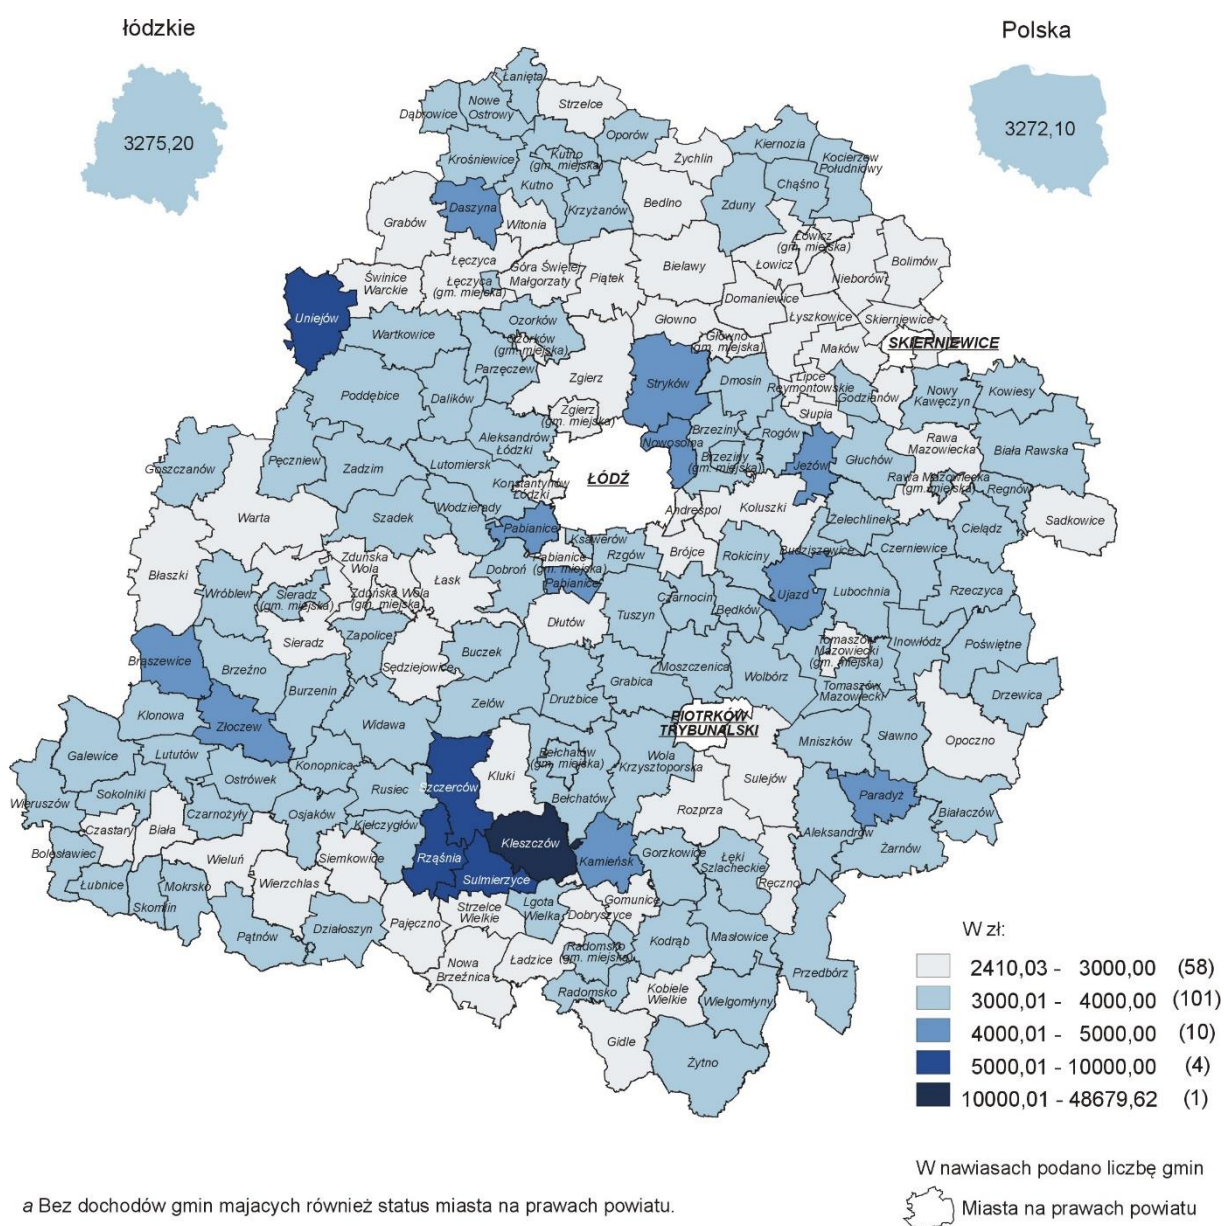 łódzkie
Polska
3275,20
3272,10
Łanięta
Nowe
Ostrowy
Dąbrowice
Strzelce
Oporów
Krośniewice
Kutno
(gm. miejska)
Kutno
Krzyżanów
Żychlin
Bedlno
Kiernozia
Kocierzew
Południowy
Chąśno
Zduny
Daszyna
Grabów
Witonia
Łęczyca
Łęczyca
(gm. miejska)
Góra Świętej
Małgorzaty
Piątek
Bielawy
Łowicz
(gm. miejska)
Łowicz
Nieborów
Bolimów
Świnice
Warckie
Uniejów
Domaniewice
Łyszkowice
Skierniewice
SKIERNIEWICE
Maków
Głowno
Głowno
(gm. miejska)
Wartkowice
Ozorków
Ozorków
(gm. miejska)
Parzęczew
Zgierz
Stryków
Dmosin
Lipce
Reymontowskie
Godzianów
Słupia
Nowy
Kawęczyn
Kowiesy
Poddębice
Dalików
Zgierz
(gm. miejska)
Aleksandrów
Łódzki
Nowosolna
Brzeziny
Brzeziny
(gm. miejska)
Rogów
Jeżów
Głuchów
Rawa
Mazowiecka
Rawa Mazowiecka
(gm. miejska)
Biała Rawska
Regnów
Goszczanów
Pęczniew
Zadzim
Lutomiersk
Konstantynów
Łódzki
ŁÓDŹ
Wodzierady
Szadek
Pabianice
Andrespol
Koluszki
Żelechlinek
Cielądz
Sadkowice
Warta
Ksawerów
Rzgów
Brójce
Rokiciny
Budziszewice
Czerniewice
Błaszki
Zduńska
Wola
Zduńska Wola
(gm. miejska)
Łask
Dobroń
Pabianice
(gm. miejska)
Pabianice
Wróblew
Sieradz
(gm. miejska)
Sieradz
Zapolice
Sędziejowice
Buczek
Dłutów
Tuszyn
Czarnocin
Będków
Ujazd
Lubochnia
Rzeczyca
Inowłódz
Poświętne
Tomaszów
Mazowiecki
(gm. miejska)
Tomaszów
Mazowiecki
Brąszewice
Brzeźno
Burzenin
Moszczenica
Wolbórz
Drzewica
Klonowa
Złoczew
Widawa
Zelów
Drużbice
Grabica
PIOTRKÓW
TRYBUNALSKI
Mniszków
Sławno
Opoczno
Galewice
Lututów
Ostrówek
Konopnica
Szczerców
Kluki
Bełchatów
(gm. miejska)
Bełchatów
Wola
Krzysztoporska
Sulejów
Rozprza
Wieruszów
Sokolniki
Czarnożyły
Osjaków
Rusiec
Kiełczygłów
Paradyż
Białaczów
Aleksandrów
Żarnów
Czastary
Biała
Bolesławiec
Wieluń
Siemkowice
Rząśnia
Kleszczów
Sulmierzyce
Kamieńsk
Gorzkowice
Łęki
Szlacheckie
Ręczno
Łubnice
Mokrsko
Skomlin
Wierzchlas
Pątnów
Działoszyn
Pajęczno
Strzelce
Wielkie
Lgota
Wielka
Dobryszyce
Gomunice
Nowa
Brzeźnica
Ładzice
Radomsko
(gm. miejska)
Radomsko
Kodrąb
Masłowice
Przedbórz
Kobiele
Wielkie
Wielgomłyny
Gidle
Żytno
W zł:
2410,03 - 3000,00 (58)
3000,01 - 4000,00 (101)
4000,01 - 5000,00 (10)
5000,01 - 10000,00 (4)
10000,01 - 48679,62 (1)
W nawiasach podano liczbę gmin
Miasta na prawach powiatu
a Bez dochodów gmin majacych również status miasta na prawach powiatu.